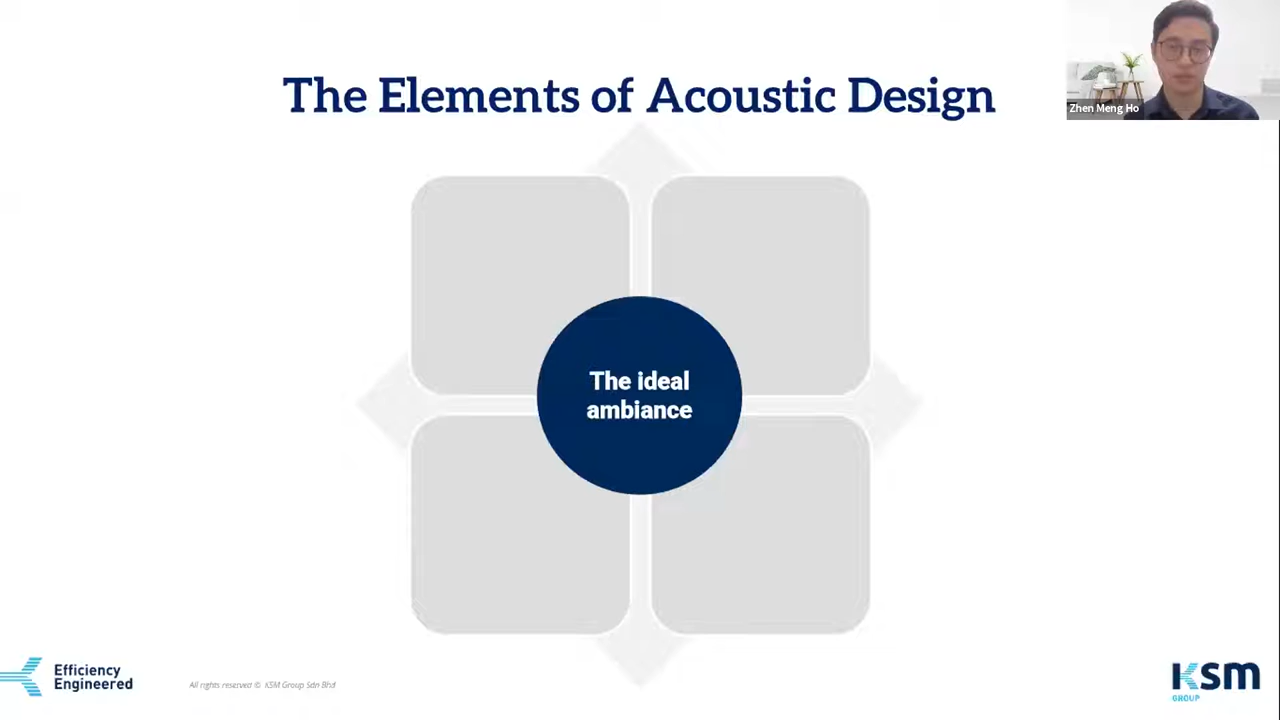 The Elements of Acoustic Design
Zhen Meng Ho
The ideal
ambiance
Efficiency
Engineered
All rights reserved © KSM Group Sdn Bhd
KSM
GROUP